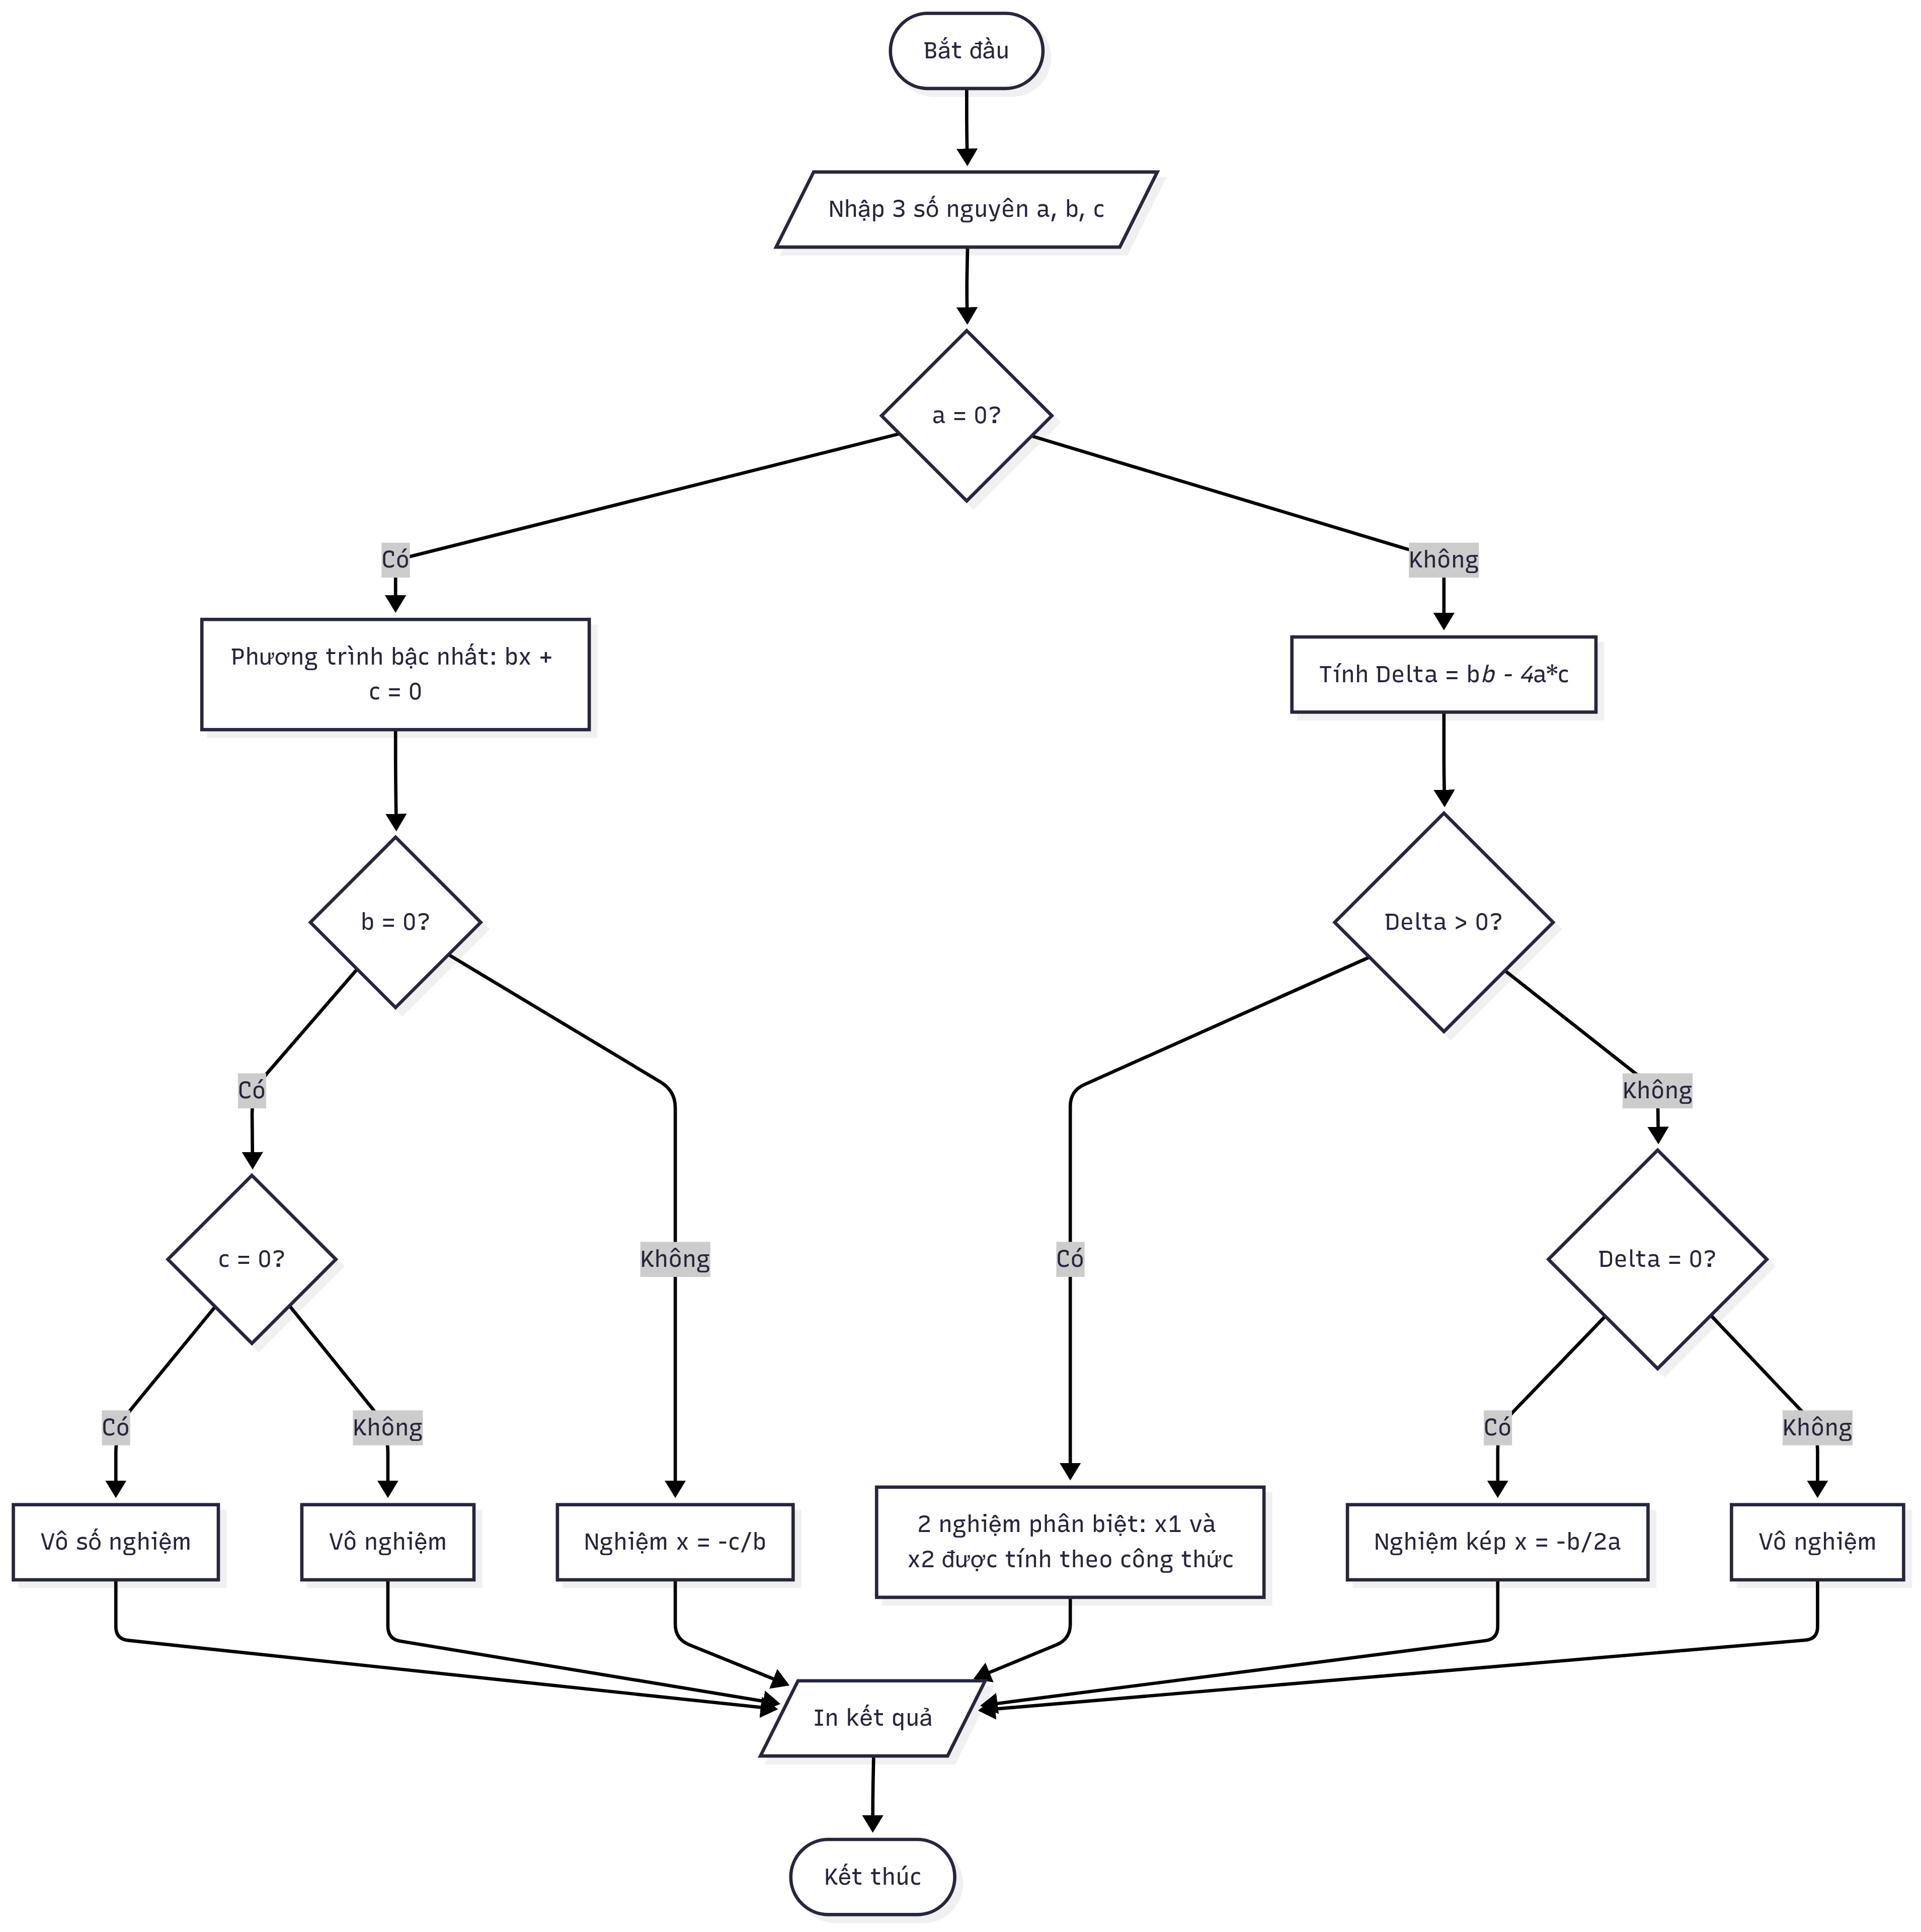 Bắt đầu
Nhập 3 số nguyên a, b, c
a = 0?
Có
Không
Phương trình bậc nhất: bx +
c = 0
Tính Delta = bb - 4a*c
b = 0?
Delta > 0?
Có
Không
c = 0?
Không
Có
Delta = 0?
Có
Không
Có
Không
Vô số nghiệm
Vô nghiệm
Nghiệm x = -c/b
2 nghiệm phân biệt: x1 và
x2 được tính theo công thức
Nghiệm kép x = -b/2a
Vô nghiệm
In kết quả
Kết thúc